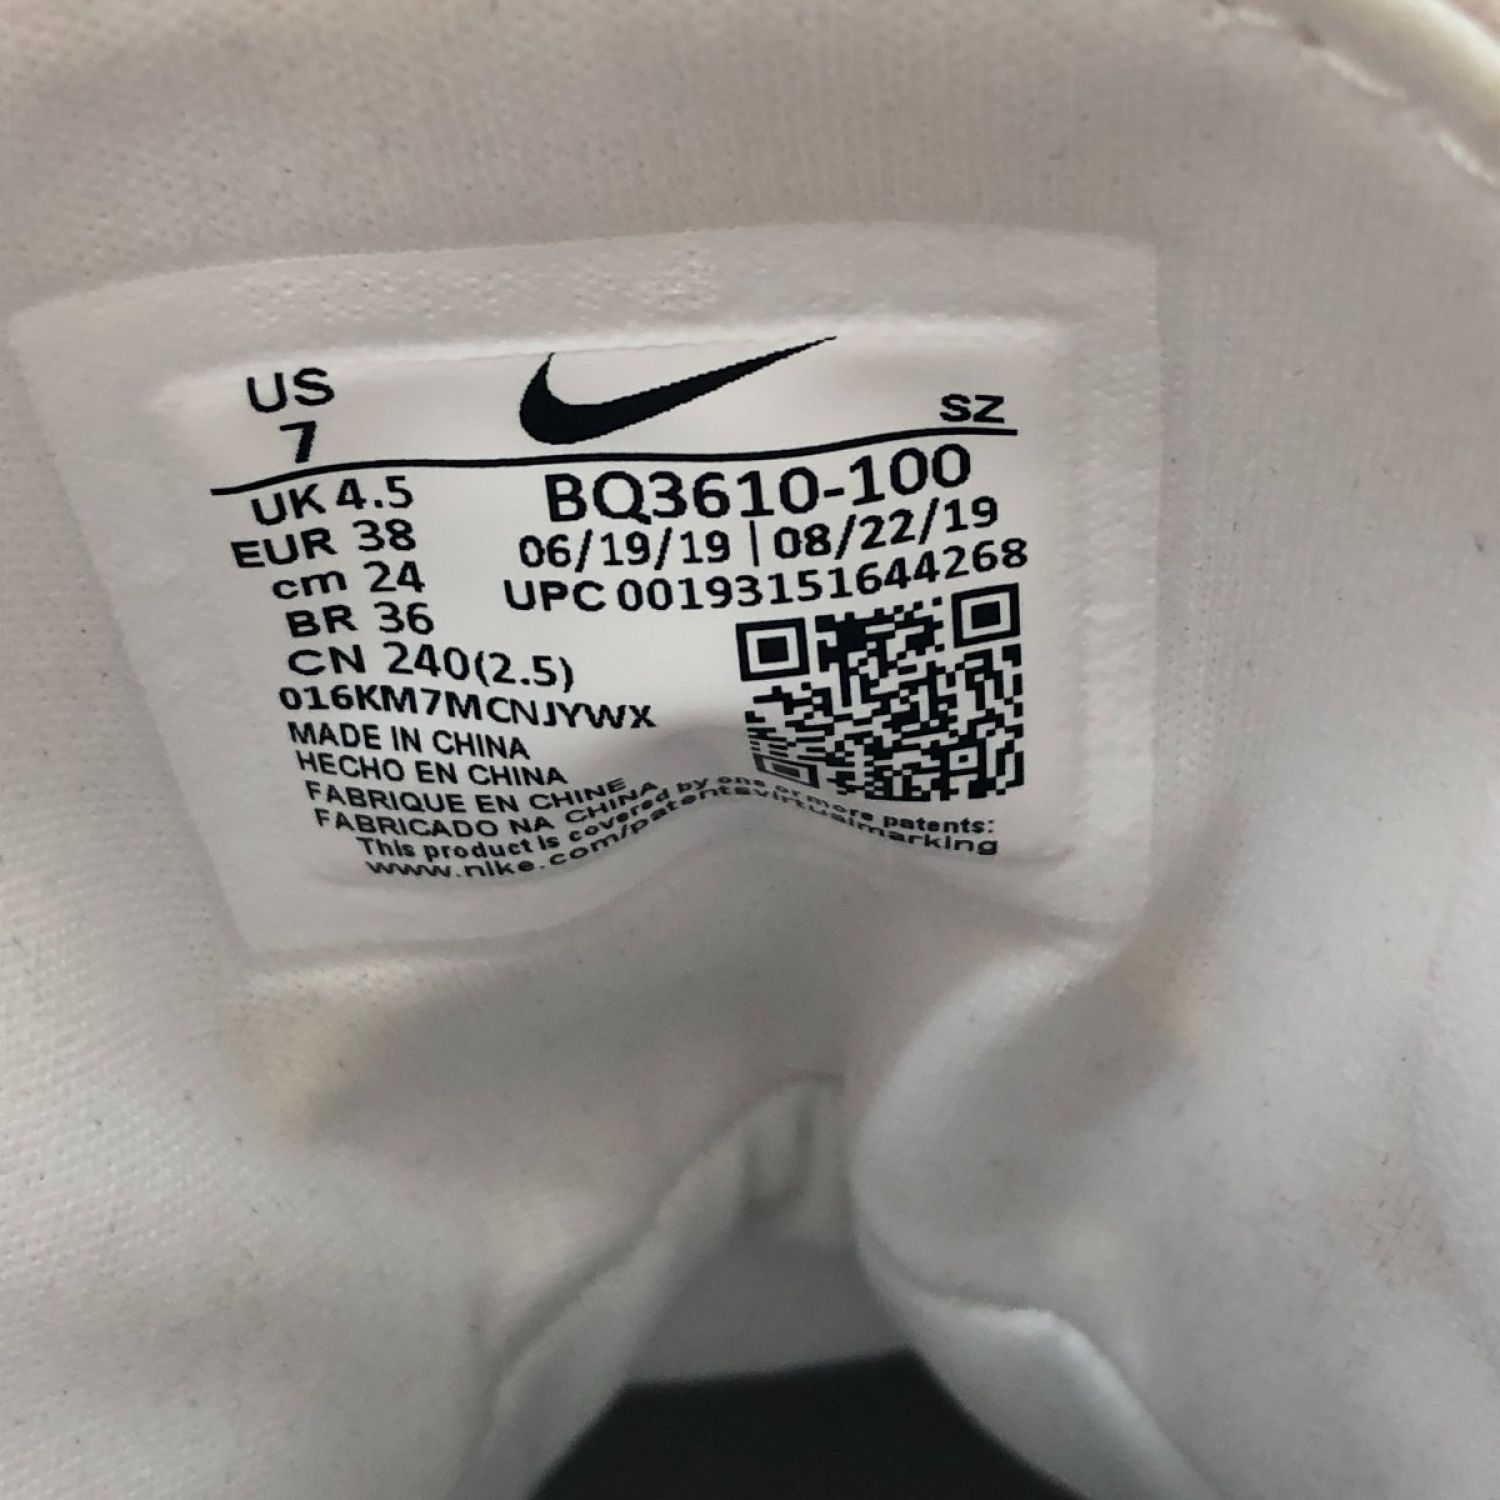 US
7
SZ
UK 4.5
EUR 38
cm 24
BR 36
CN 240(2.5)
BQ3610-100
06/19/19 | 08/22/19
UPC 00193151644268
016KM7MCNJYWX
MADE IN CHINA
HECHO EN CHINA
FABRIQUE EN CHINE
FABRICADO NA CHINA
This product is covered by one or more patents:
www.nike.com/patentsvirtualmarking